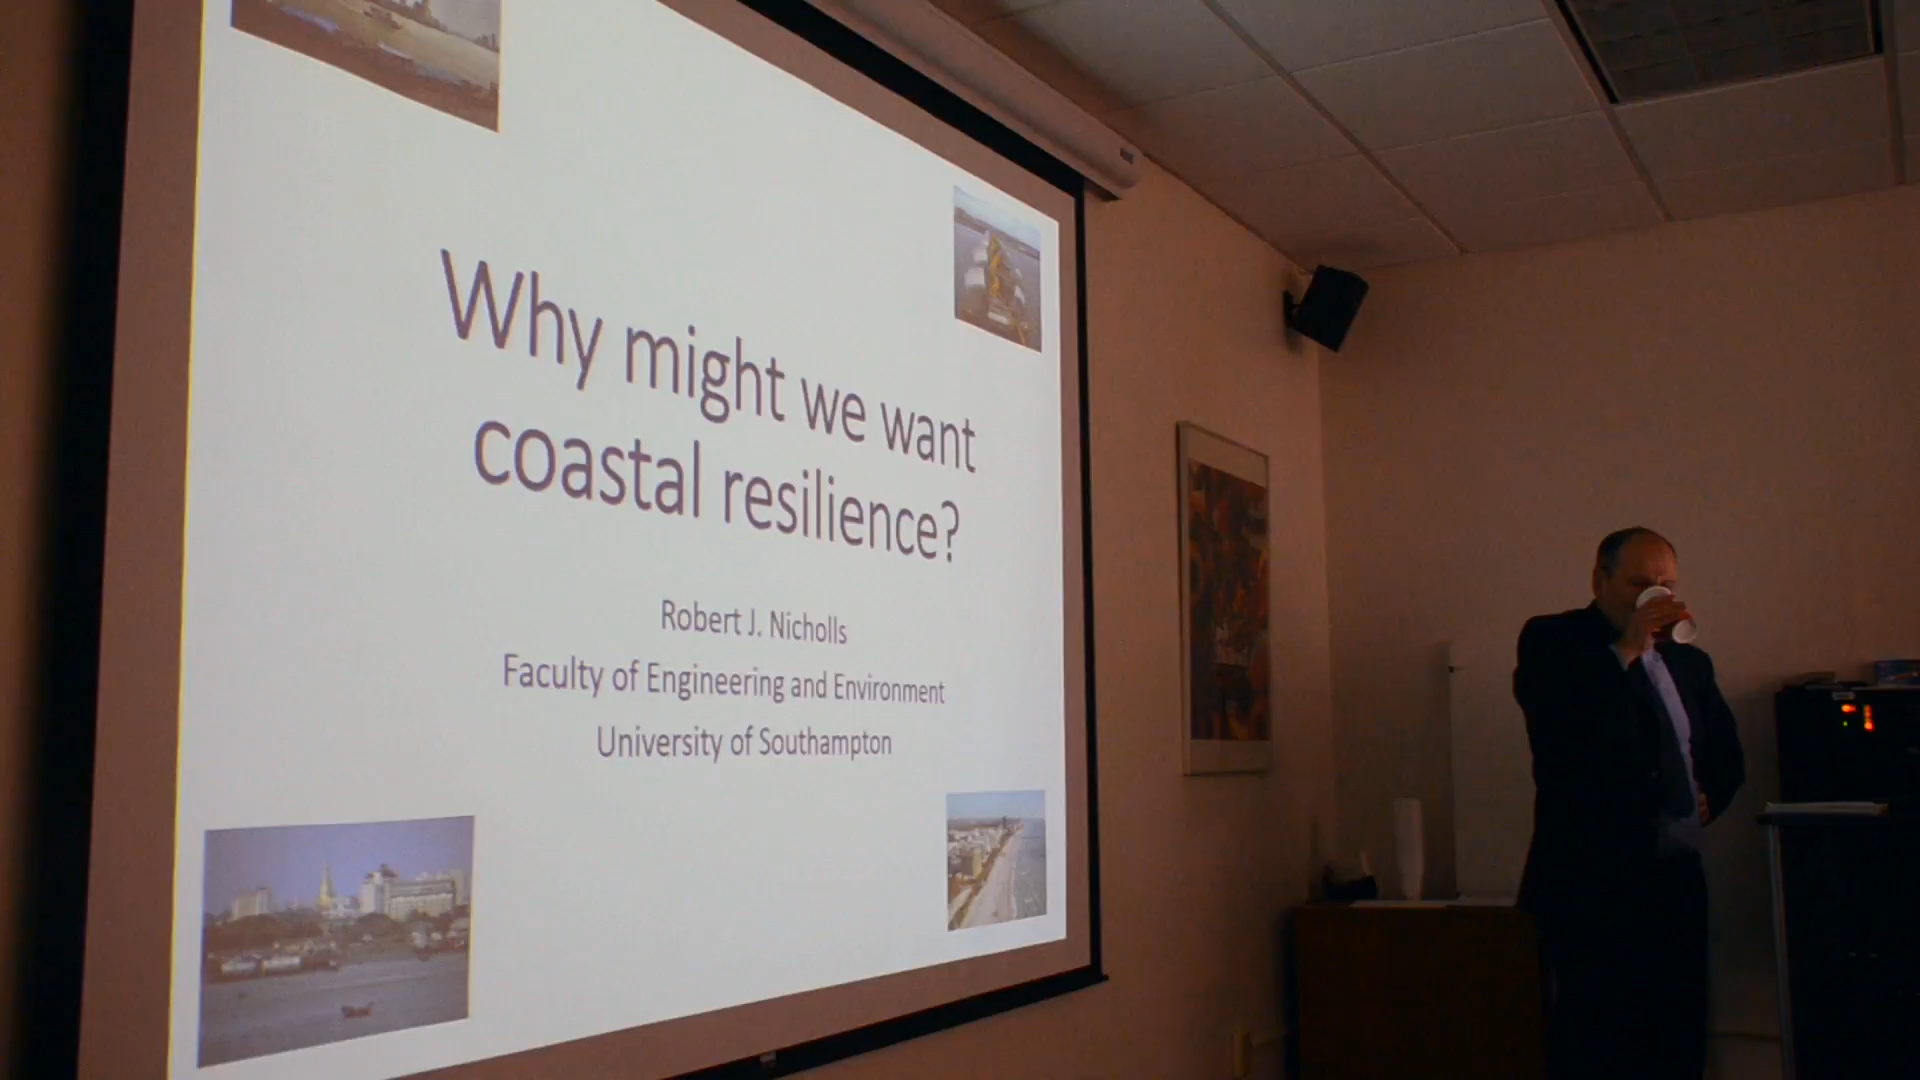 Why might we want
coastal resilience?
Robert J. Nicholls
Faculty of Engineering and Environment
University of Southampton